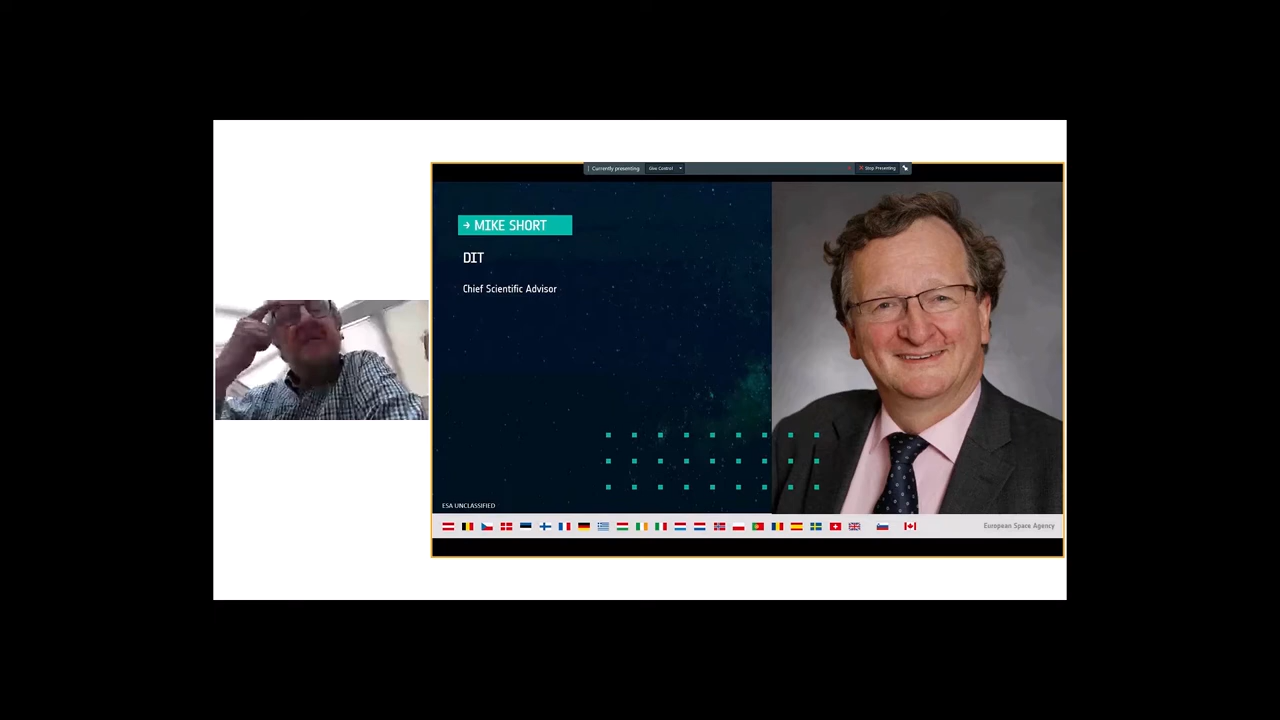 Currently presenting Give Control Stop Presenting
→ MIKE SHORT
DIT
Chief Scientific Advisor
ESA UNCLASSIFIED
European Space Agency